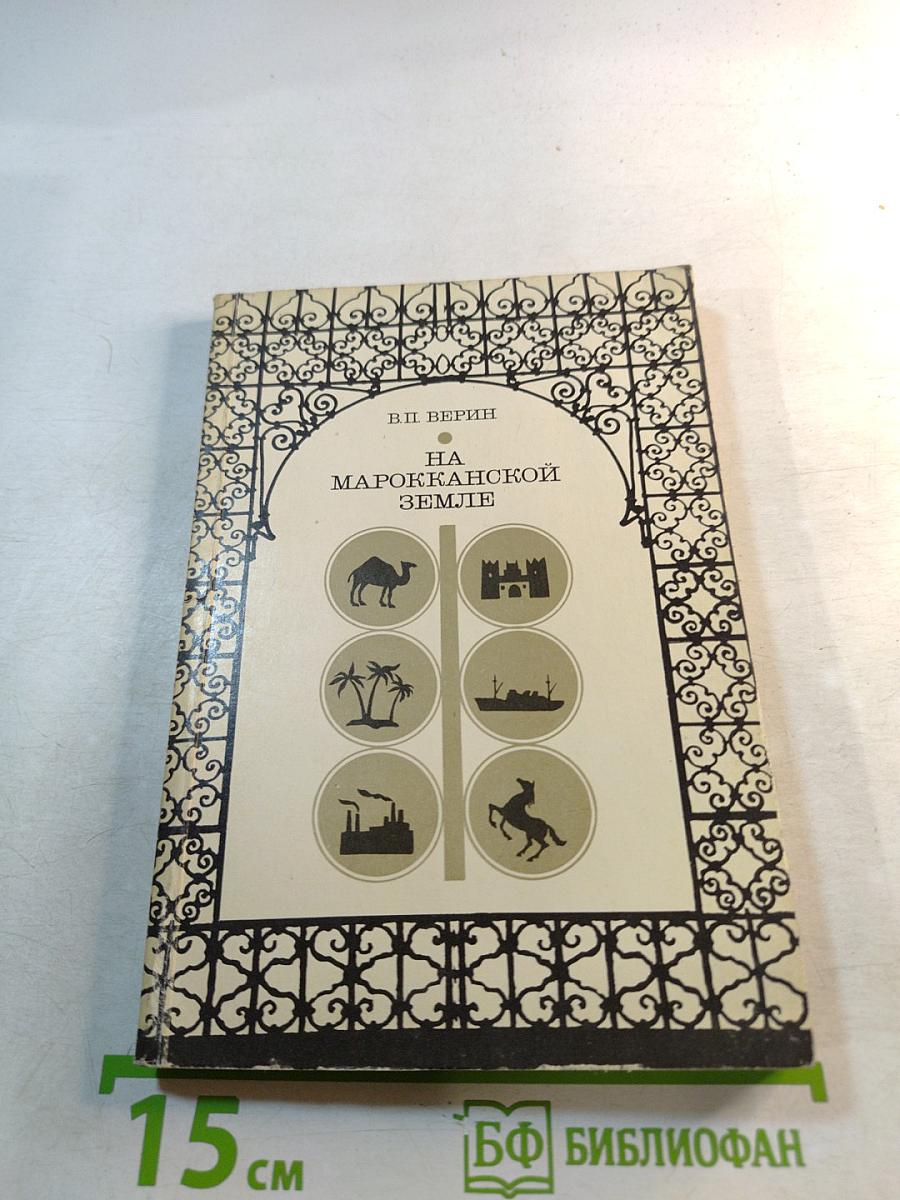 В.П. ВЕРИН
НА
МАРОККАНСКОЙ
ЗЕМЛЕ
15 см
БФ БИБЛИОФАН